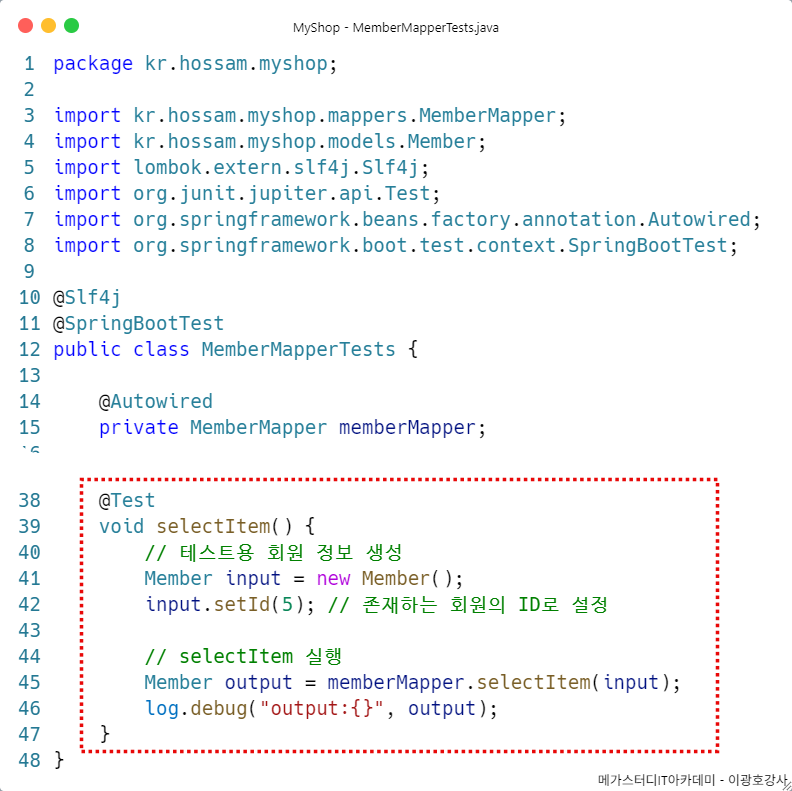 MyShop - MemberMapperTests.java
1 package kr.hossam.myshop;
2
3 import kr.hossam.myshop.mappers.MemberMapper;
4 import kr.hossam.myshop.models.Member;
5 import lombok.extern.slf4j.Slf4j;
6 import org.junit.jupiter.api.Test;
7 import org.springframework.beans.factory.annotation.Autowired;
8 import org.springframework.boot.test.context.SpringBootTest;
9
10 @Slf4j
11 @SpringBootTest
12 public class MemberMapperTests {
13
14     @Autowired
15     private MemberMapper memberMapper;
38     @Test
39     void selectItem() {
40         // 테스트용 회원 정보 생성
41         Member input = new Member();
42         input.setId(5); // 존재하는 회원의 ID로 설정
43
44         // selectItem 실행
45         Member output = memberMapper.selectItem(input);
46         log.debug("output:{}", output);
47     }
48 }
메가스터디IT아카데미 - 이광호강사